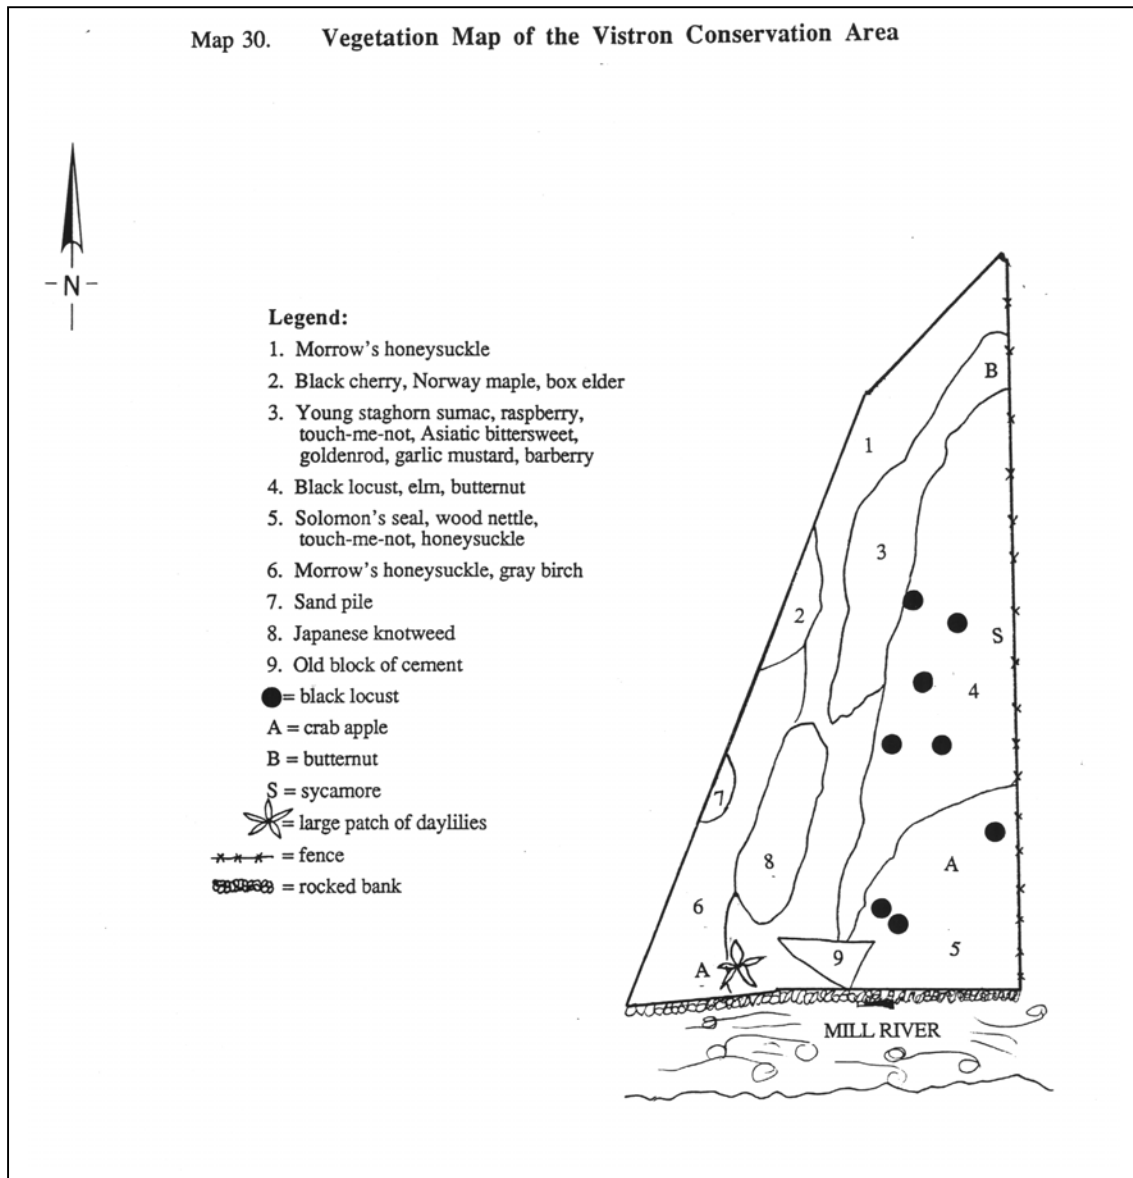 Map 30. Vegetation Map of the Vistron Conservation Area
N
Legend:
1. Morrow's honeysuckle
2. Black cherry, Norway maple, box elder
3. Young staghorn sumac, raspberry,
touch-me-not, Asiatic bittersweet,
goldenrod, garlic mustard, barberry
4. Black locust, elm, butternut
5. Solomon's seal, wood nettle,
touch-me-not, honeysuckle
6. Morrow's honeysuckle, gray birch
7. Sand pile
8. Japanese knotweed
9. Old block of cement
= black locust
A = crab apple
B = butternut
S = sycamore
= large patch of daylilies
= fence
= rocked bank
B
1
3
2
S
4
7
8
A
6
5
9
A
MILL RIVER